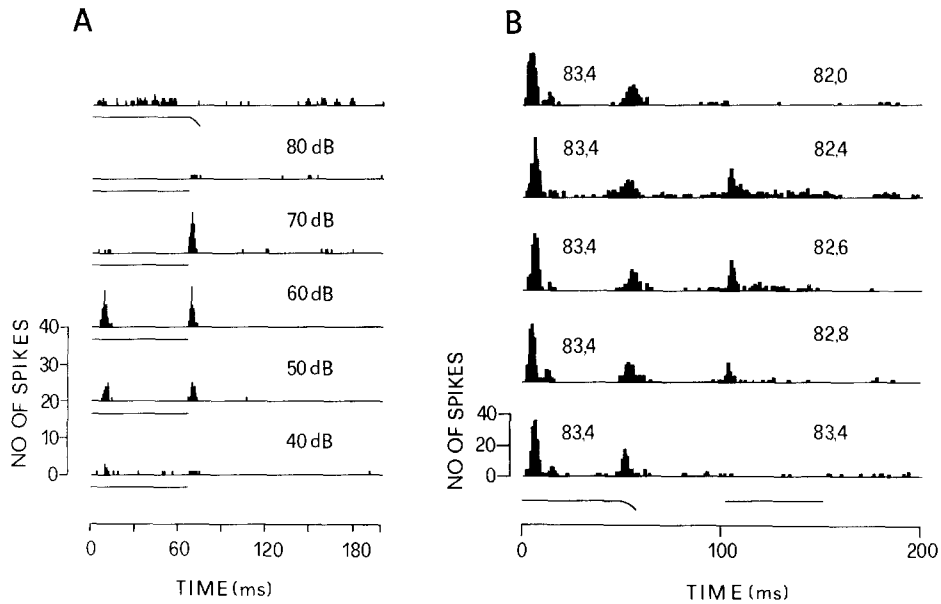 A
80 dB
70 dB
60 dB
50 dB
40 dB
NO OF SPIKES
40
30
20
10
0
0 60 120 180
TIME (ms)
B
83,4 82,0
83,4 82,4
83,4 82,6
83,4 82,8
83,4 83,4
NO OF SPIKES
40
20
0
0 100 200
TIME (ms)